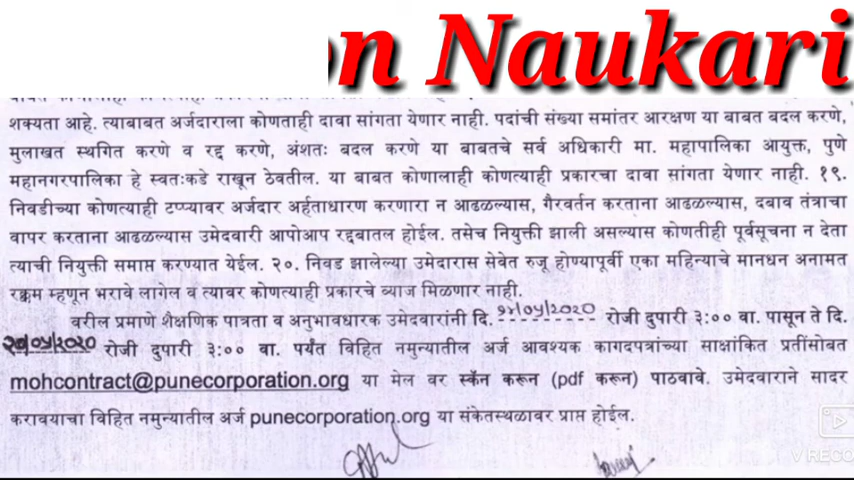 on Naukari
शक्यता आहे. त्याबाबत अर्जदाराला कोणताही दावा सांगता येणार नाही. पदांची संख्या समांतर आरक्षण या बाबत बदल करणे,
मुलाखत स्थगित करणे व रद्द करणे, अंशतः बदल करणे या बाबतचे सर्व अधिकारी मा. महापालिका आयुक्त, पुणे
महानगरपालिका हे स्वतःकडे राखून ठेवतील. या बाबत कोणालाही कोणत्याही प्रकारचा दावा सांगता येणार नाही. १९.
निवडीच्या कोणत्याही टप्प्यावर अर्जदार अर्हताधारण करणारा न आढळल्यास, गैरवर्तन करताना आढळल्यास, दबाव तंत्राचा
वापर करताना आढळल्यास उमेदवारी आपोआप रद्दबातल होईल. तसेच नियुक्ती झाली असल्यास कोणतीही पूर्वसूचना न देता
त्याची नियुक्ती समाप्त करण्यात येईल. २०. निवड झालेल्या उमेदारास सेवेत रुजू होण्यापूर्वी एका महिन्याचे मानधन अनामत
रक्कम म्हणून भरावे लागेल व त्यावर कोणत्याही प्रकारचे व्याज मिळणार नाही.
वरील प्रमाणे शैक्षणिक पात्रता व अनुभवधारक उमेदवारांनी दि. /०५/२०२० रोजी दुपारी ३:०० वा. पासून ते दि.
/०५/२०२० रोजी दुपारी ३:०० वा. पर्यंत विहित नमुन्यातील अर्ज आवश्यक कागदपत्रांच्या साक्षांकित प्रतींसोबत
mohcontract@punecorporation.org या मेल वर स्कॅन करून (pdf करून) पाठवावे. उमेदवाराने सादर
करावयाचा विहित नमुन्यातील अर्ज punecorporation.org या संकेतस्थळावर प्राप्त होईल.
V RECO